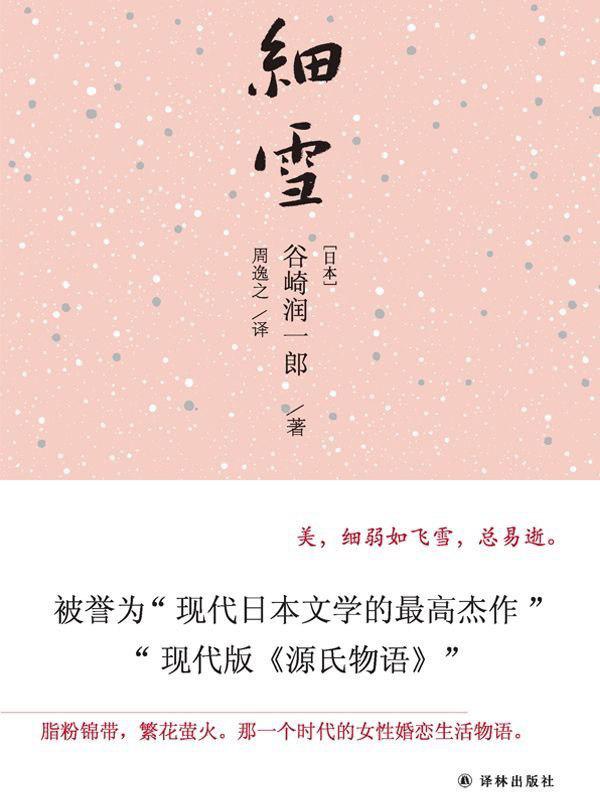 細雪
[日本]
谷崎润一郎／著
周逸之／译
美，细弱如飞雪，总易逝。
被誉为“现代日本文学的最高杰作”
“现代版《源氏物语》”
脂粉锦带，繁花萤火。那一个时代的女性婚恋生活物语。
译林出版社